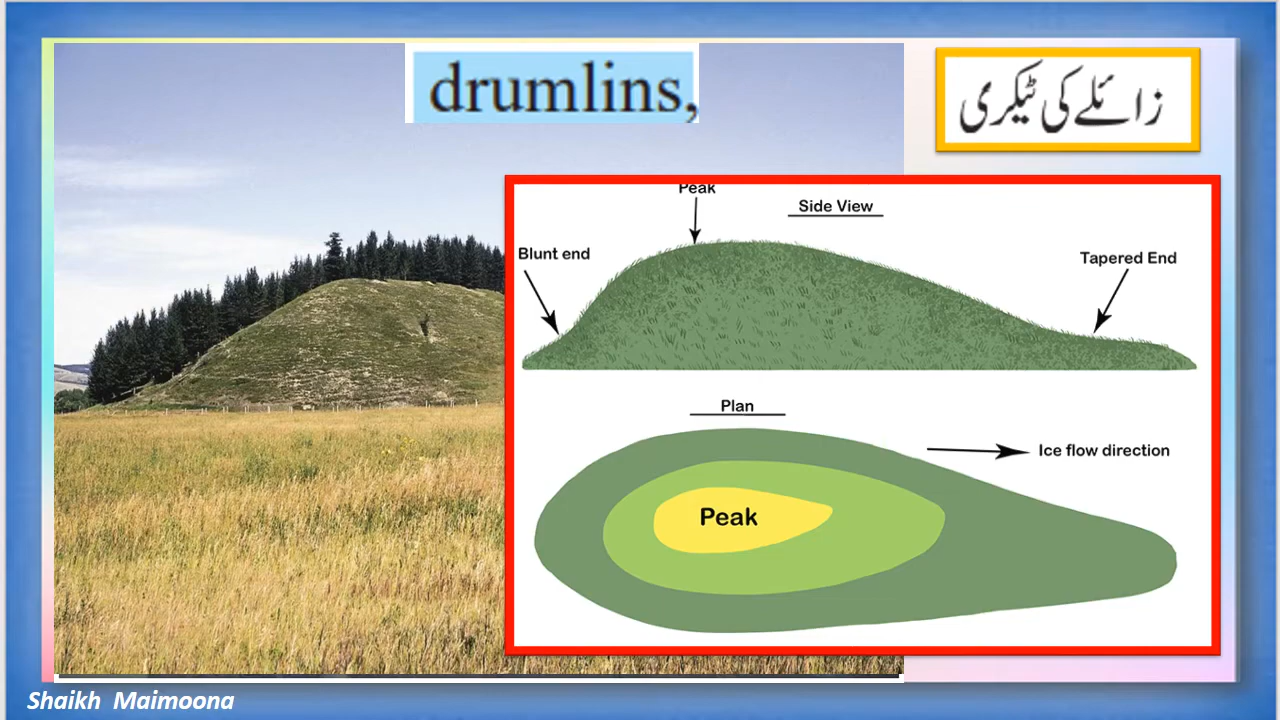 drumlins,
زائلے کی ٹیکری
Peak
Side View
Blunt end
Tapered End
Plan
Ice flow direction
Peak
Shaikh Maimoona